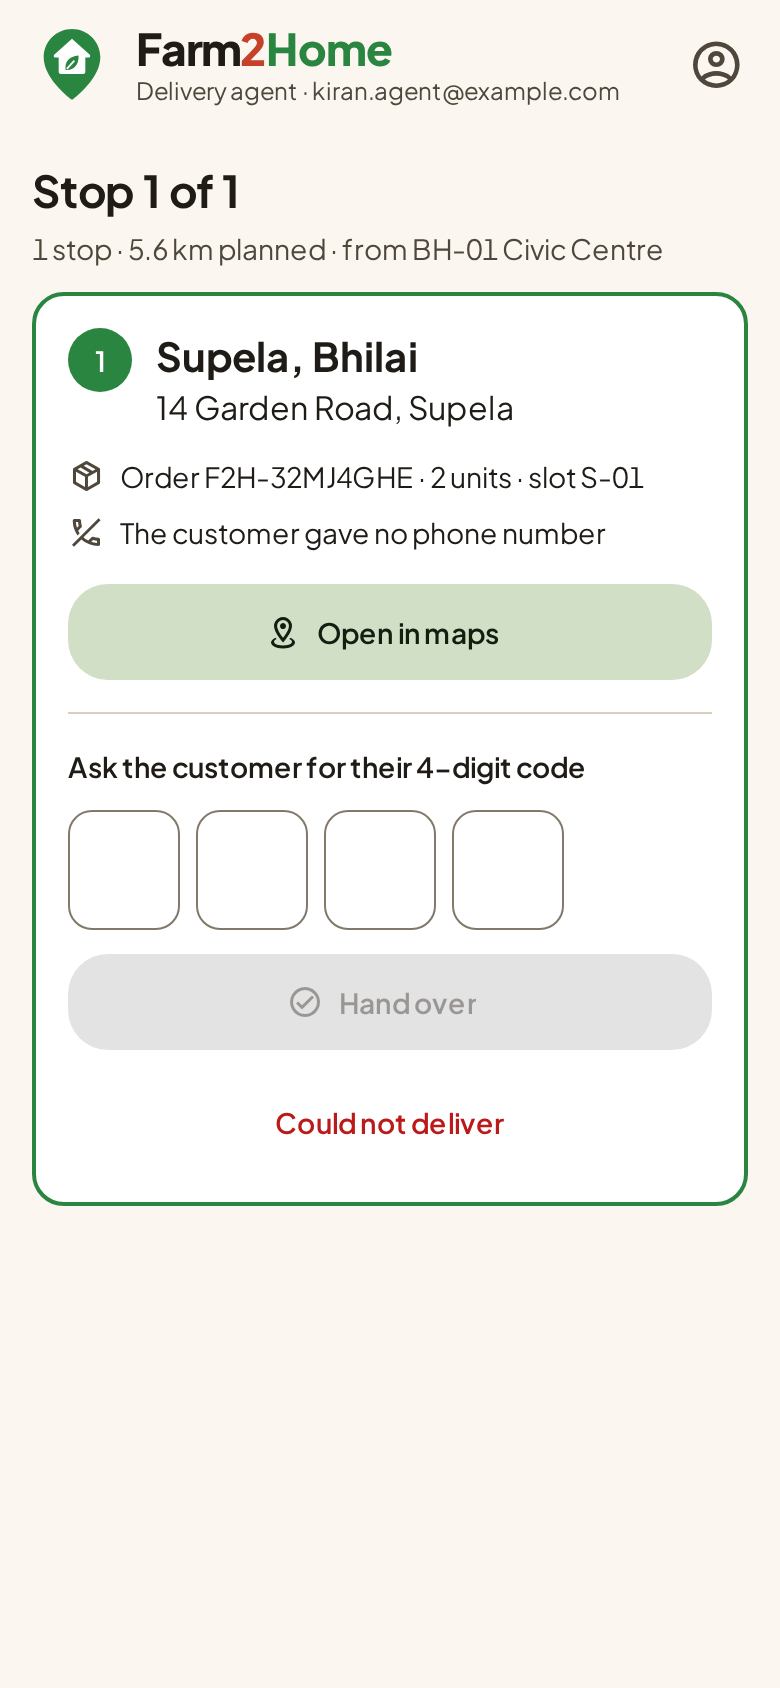 Farm2Home
Delivery agent · kiran.agent@example.com
Stop 1 of 1
1 stop · 5.6 km planned · from BH-01 Civic Centre
1
Supela, Bhilai
14 Garden Road, Supela
Order F2H-32MJ4GHE · 2 units · slot S-01
The customer gave no phone number
Open in maps
Ask the customer for their 4-digit code
Hand over
Could not deliver